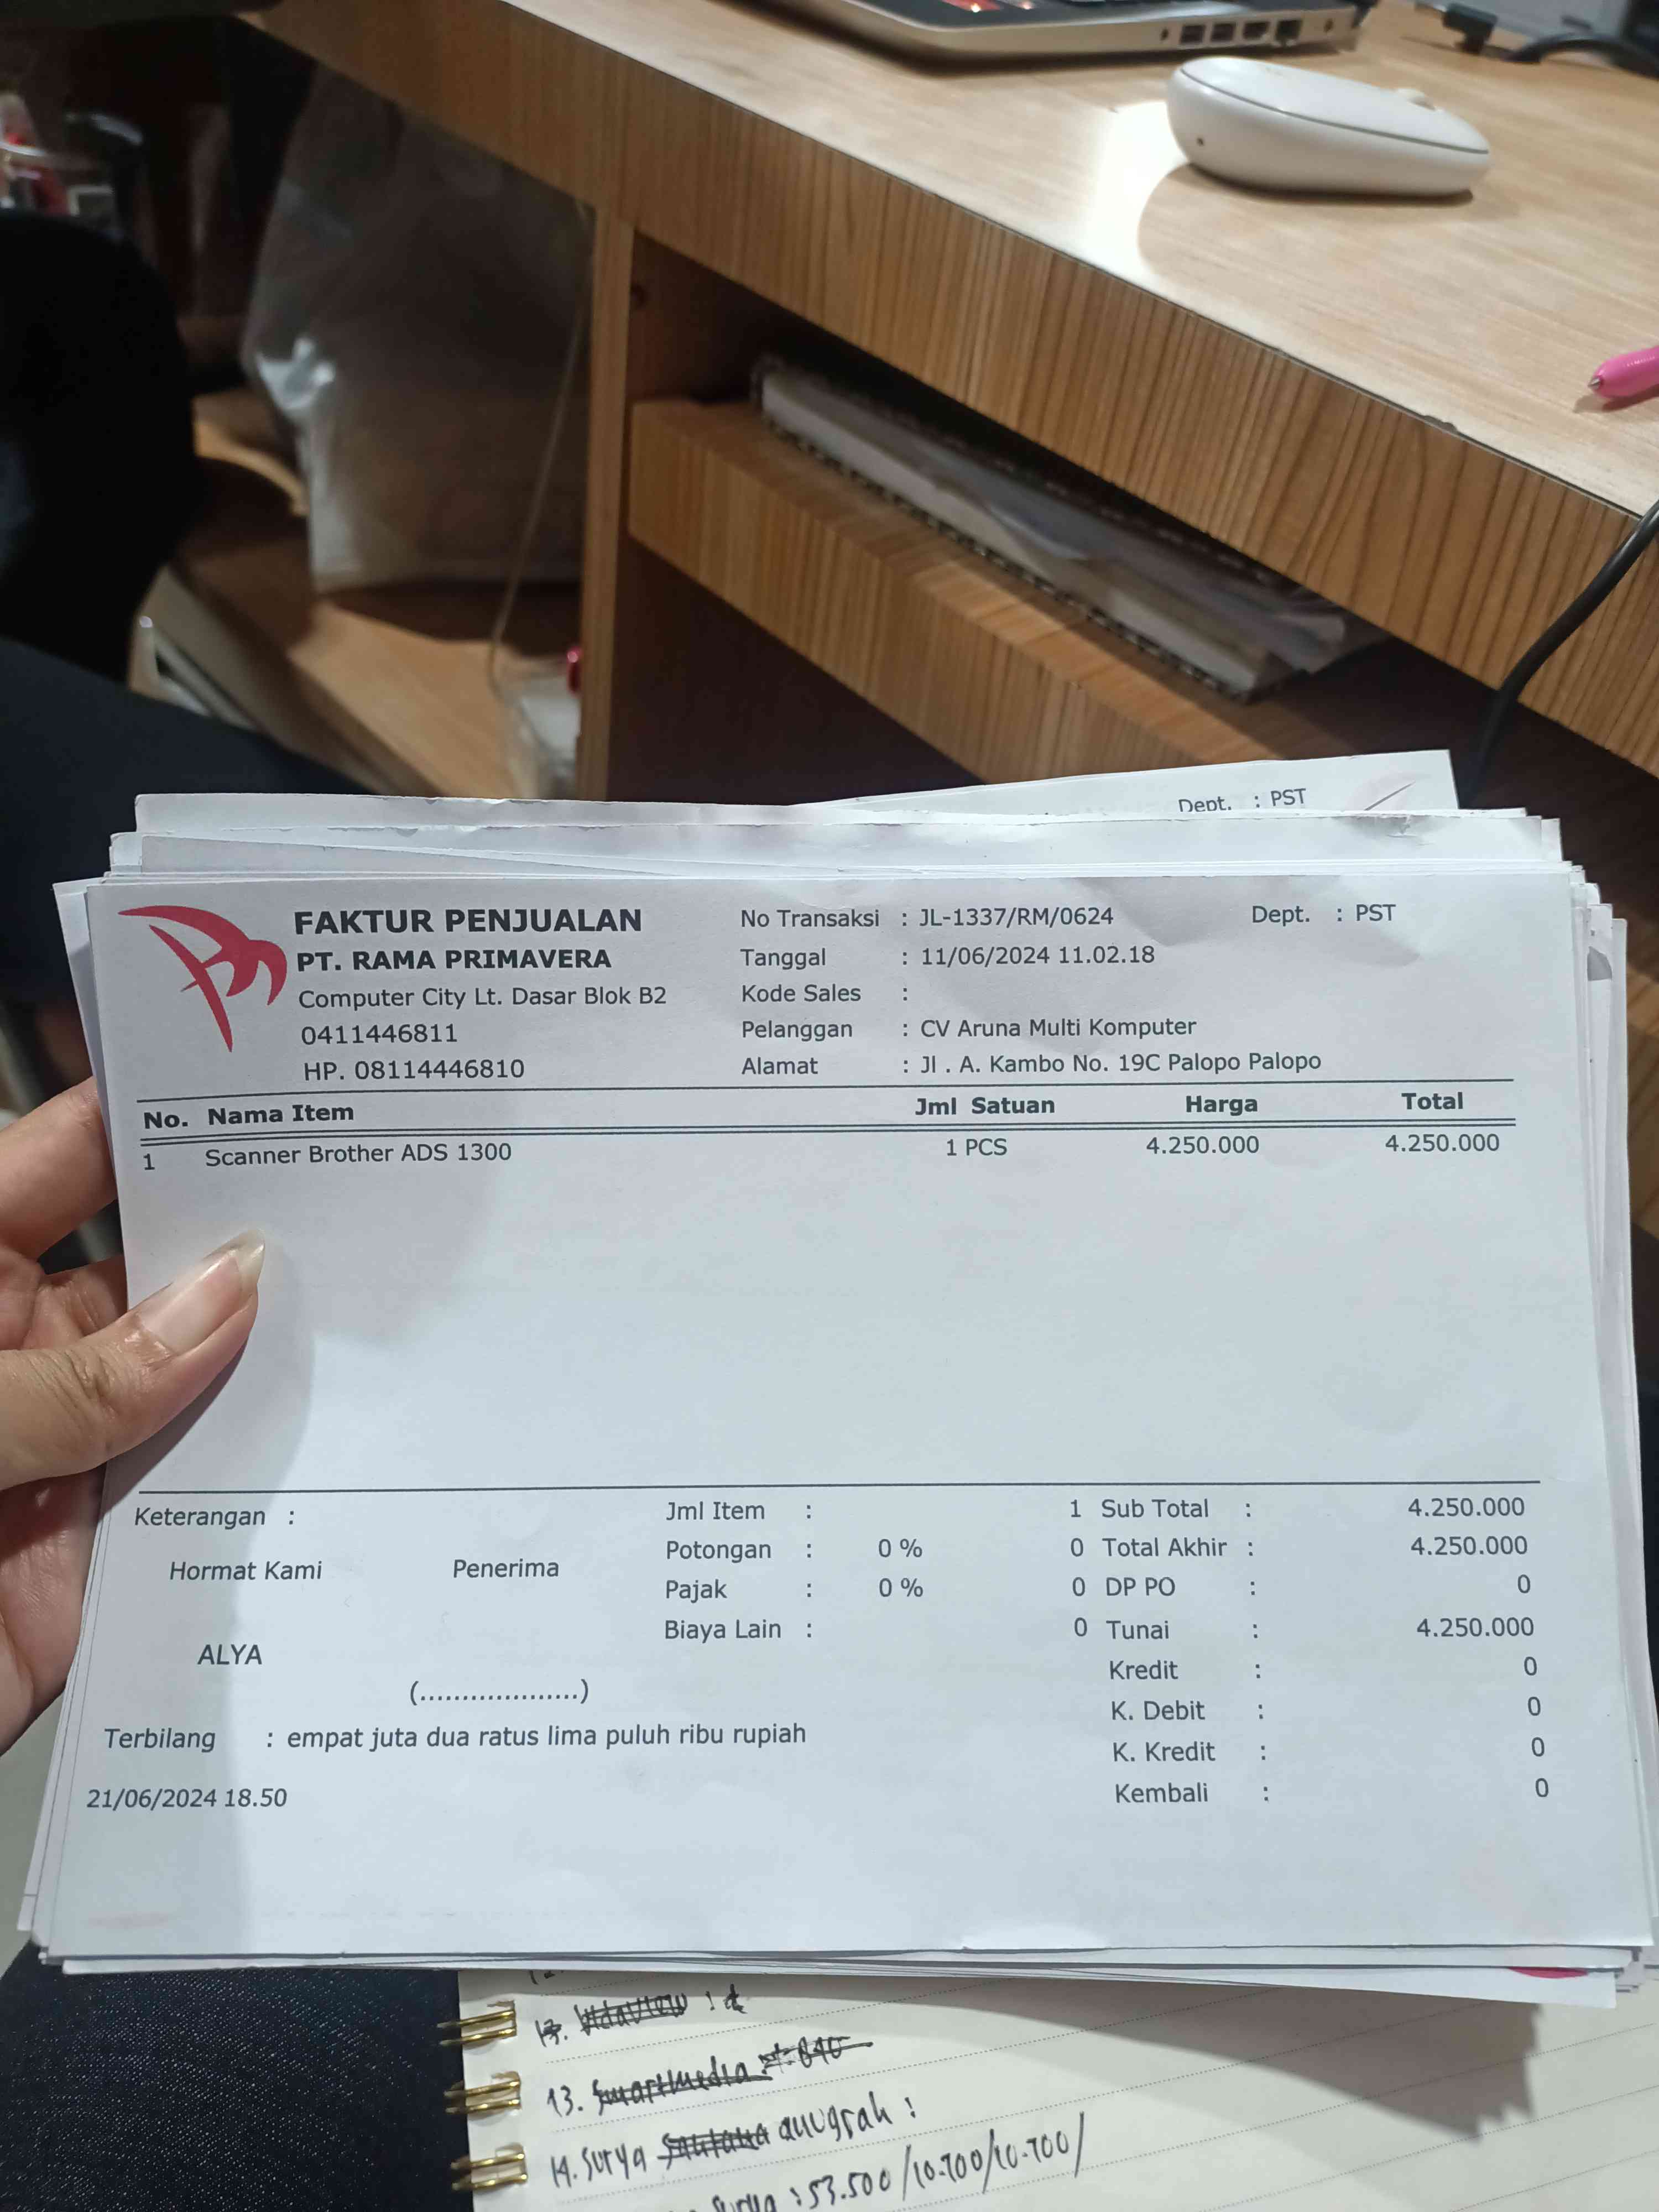 Dept. : PST
FAKTUR PENJUALAN
PT. RAMA PRIMAVERA
Computer City Lt. Dasar Blok B2
0411446811
HP. 08114446810
No Transaksi : JL-1337/RM/0624 Dept. : PST
Tanggal : 11/06/2024 11.02.18
Kode Sales :
Pelanggan : CV Aruna Multi Komputer
Alamat : Jl . A. Kambo No. 19C Palopo Palopo
No. Nama Item Jml Satuan Harga Total
1 Scanner Brother ADS 1300 1 PCS 4.250.000 4.250.000
Keterangan :
Hormat Kami Penerima
ALYA
(...................)
Jml Item : 1
Potongan : 0 % 0
Pajak : 0 % 0
Biaya Lain : 0
Sub Total : 4.250.000
Total Akhir : 4.250.000
DP PO : 0
Tunai : 4.250.000
Kredit : 0
K. Debit : 0
K. Kredit : 0
Kembali : 0
Terbilang : empat juta dua ratus lima puluh ribu rupiah
21/06/2024 18.50
13. Smartmedia
14. Surya anugrah :
Surya : 53.500 /10.700/10.700/